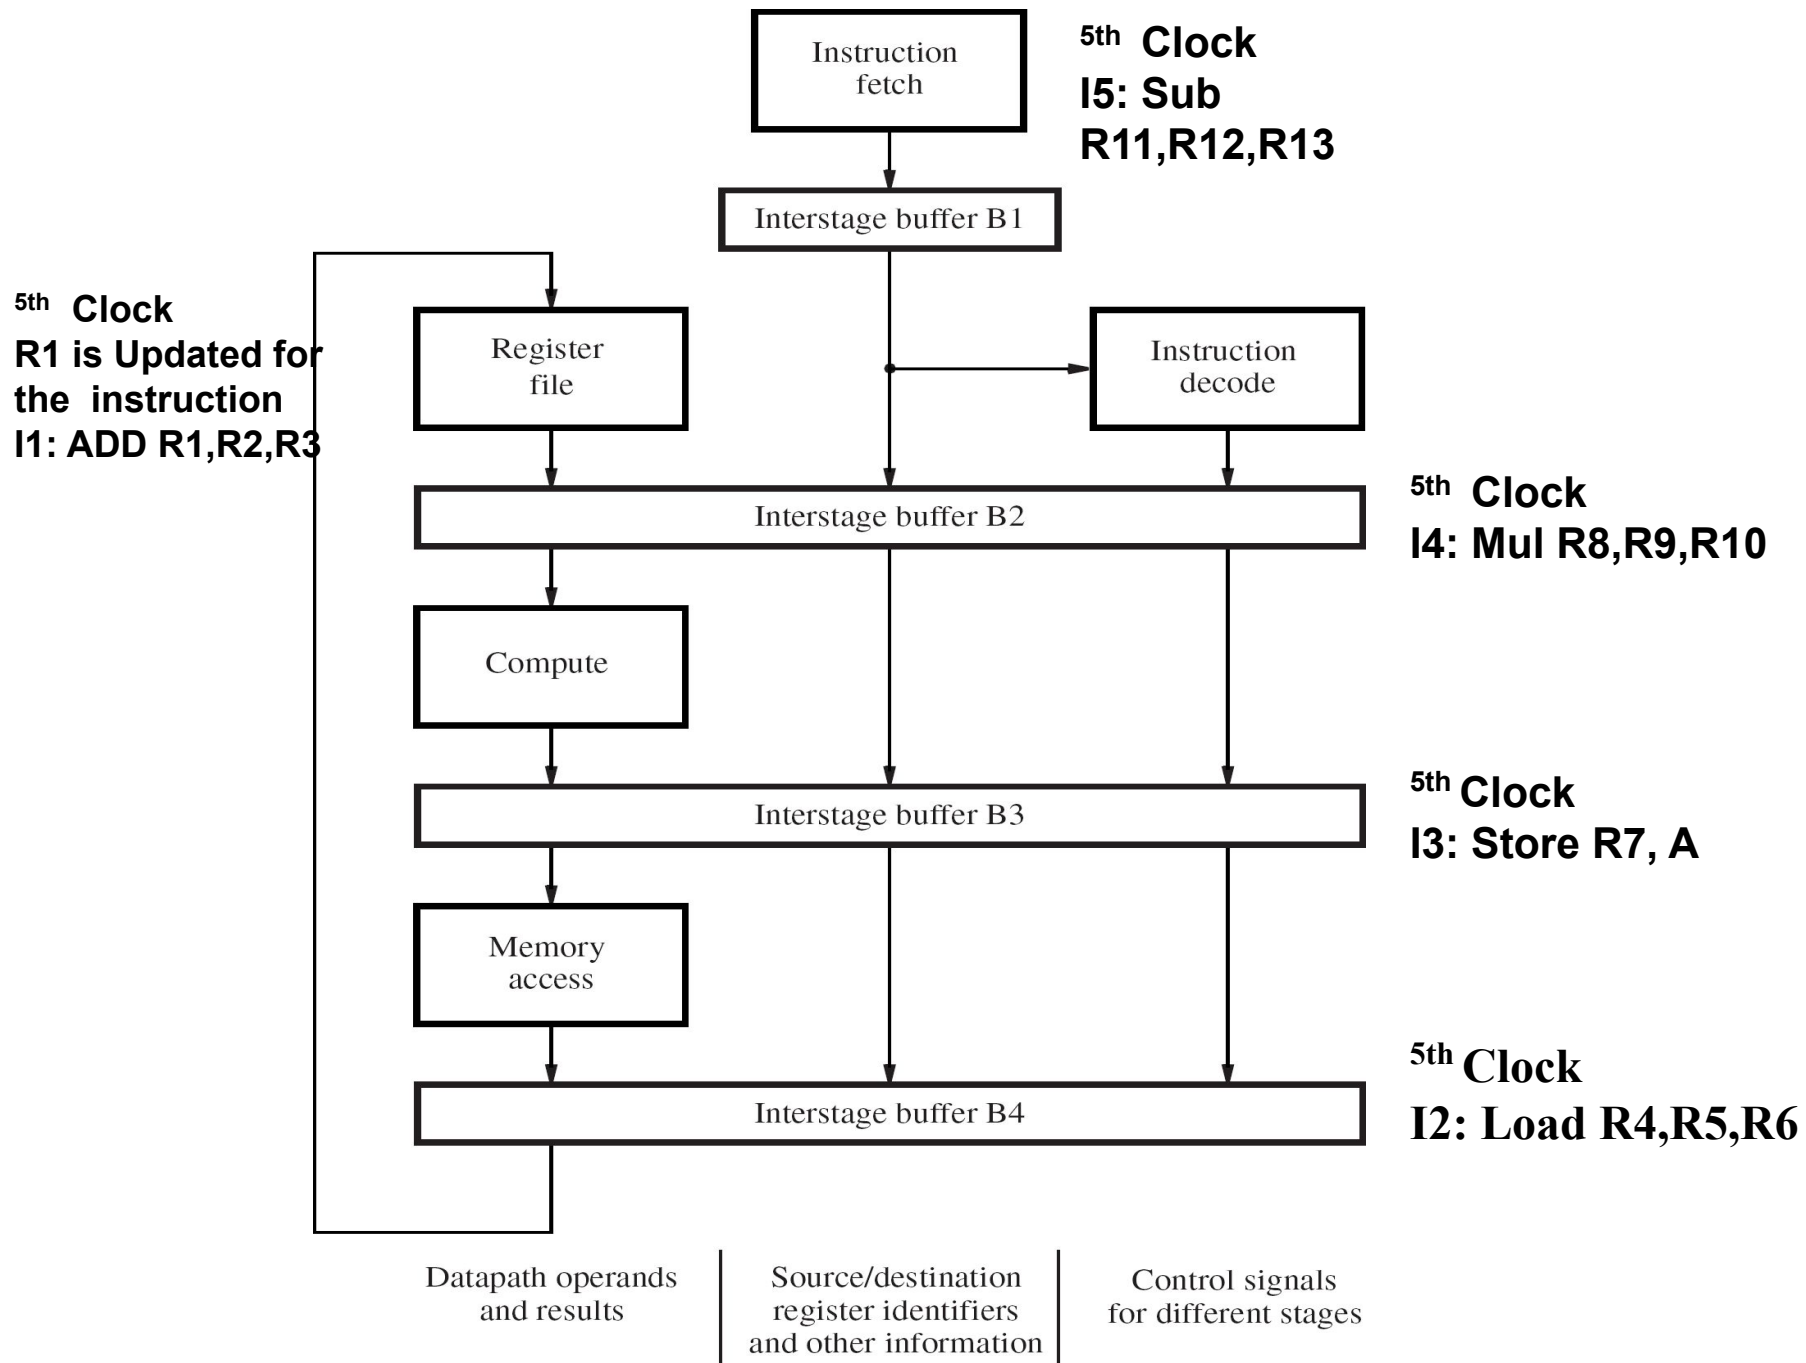 Instruction
fetch
5th Clock
I5: Sub
R11,R12,R13
Interstage buffer B1
5th Clock
R1 is Updated for
the instruction
I1: ADD R1,R2,R3
Register
file
Instruction
decode
Interstage buffer B2
5th Clock
I4: Mul R8,R9,R10
Compute
Interstage buffer B3
5th Clock
I3: Store R7, A
Memory
access
Interstage buffer B4
5th Clock
I2: Load R4,R5,R6
Datapath operands
and results
Source/destination
register identifiers
and other information
Control signals
for different stages